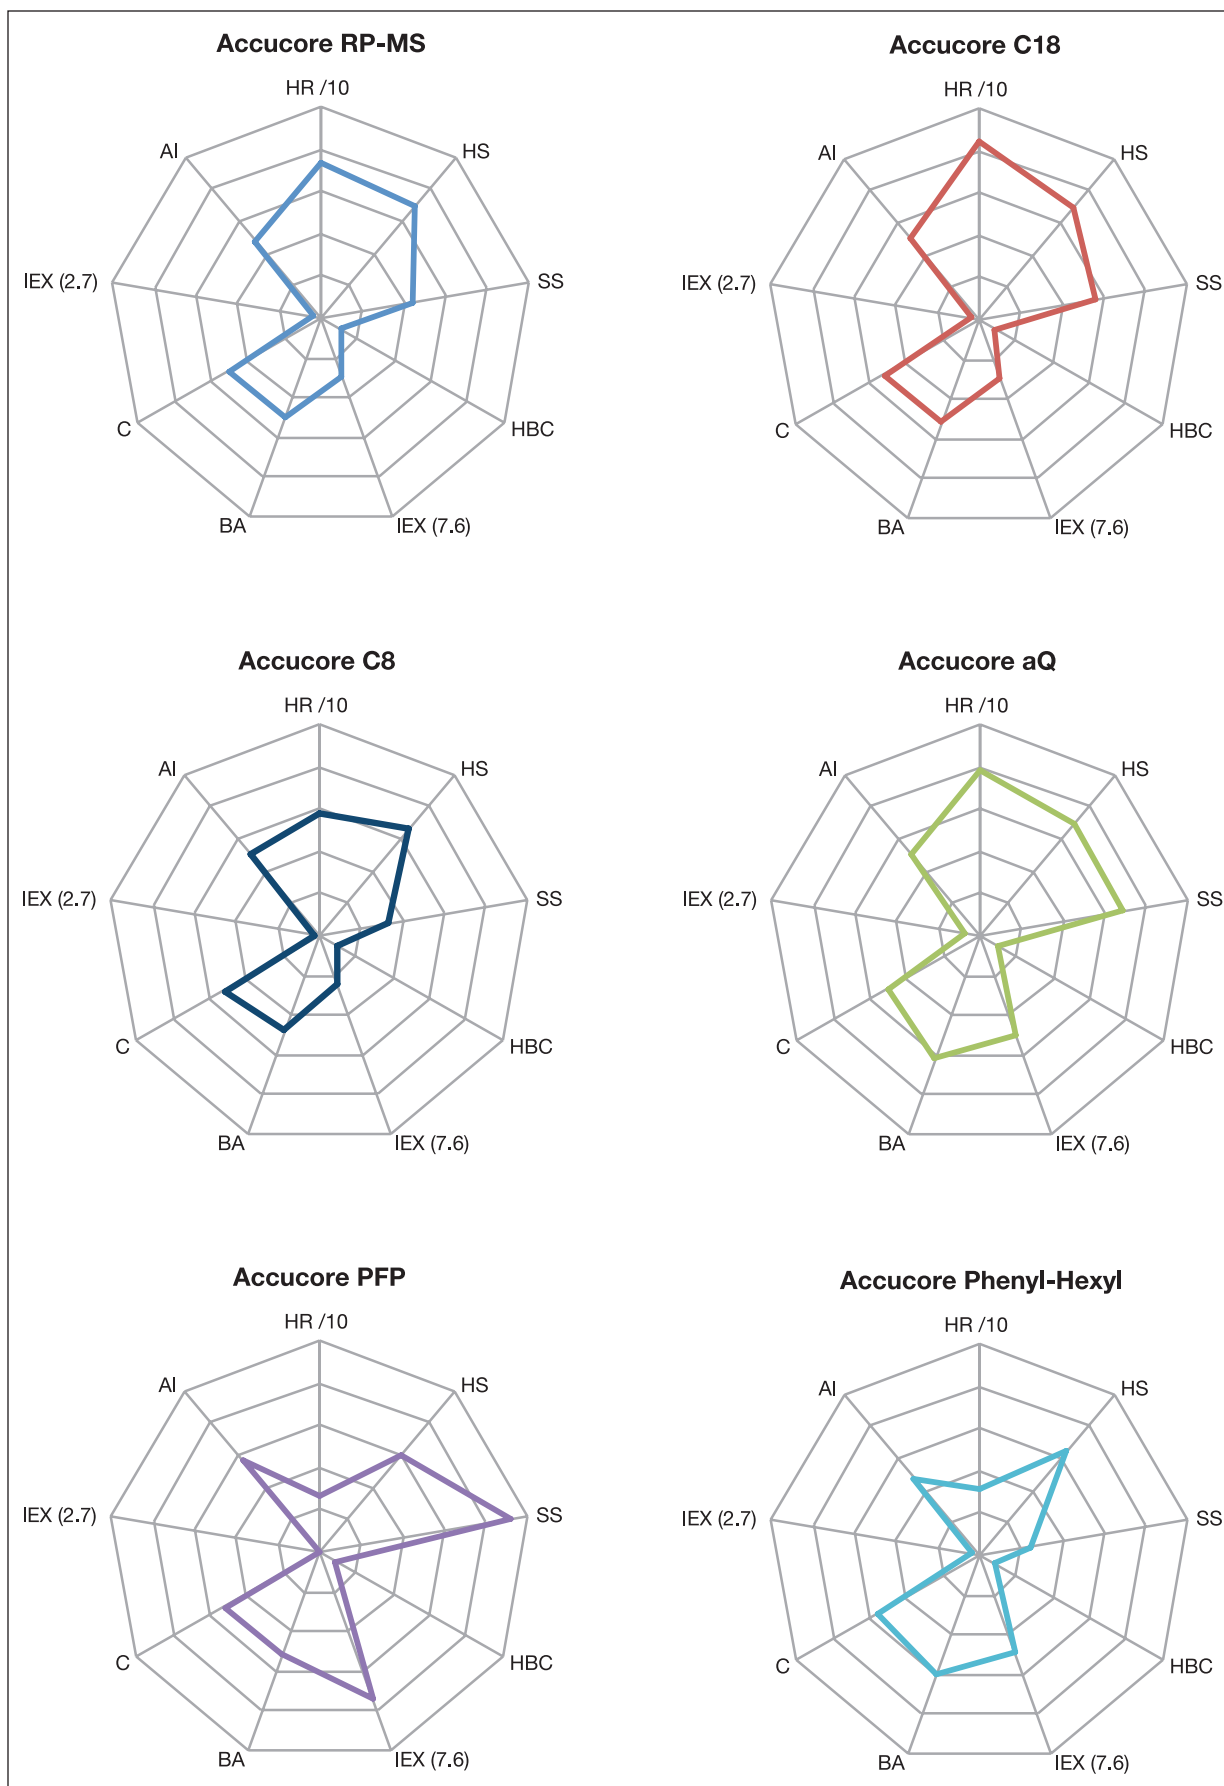 Accucore RP-MS
HR /10
AI
HS
IEX (2.7)
SS
C
HBC
BA
IEX (7.6)
Accucore C18
HR /10
AI
HS
IEX (2.7)
SS
C
HBC
BA
IEX (7.6)
Accucore C8
HR /10
AI
HS
IEX (2.7)
SS
C
HBC
BA
IEX (7.6)
Accucore aQ
HR /10
AI
HS
IEX (2.7)
SS
C
HBC
BA
IEX (7.6)
Accucore PFP
HR /10
AI
HS
IEX (2.7)
SS
C
HBC
BA
IEX (7.6)
Accucore Phenyl-Hexyl
HR /10
AI
HS
IEX (2.7)
SS
C
HBC
BA
IEX (7.6)